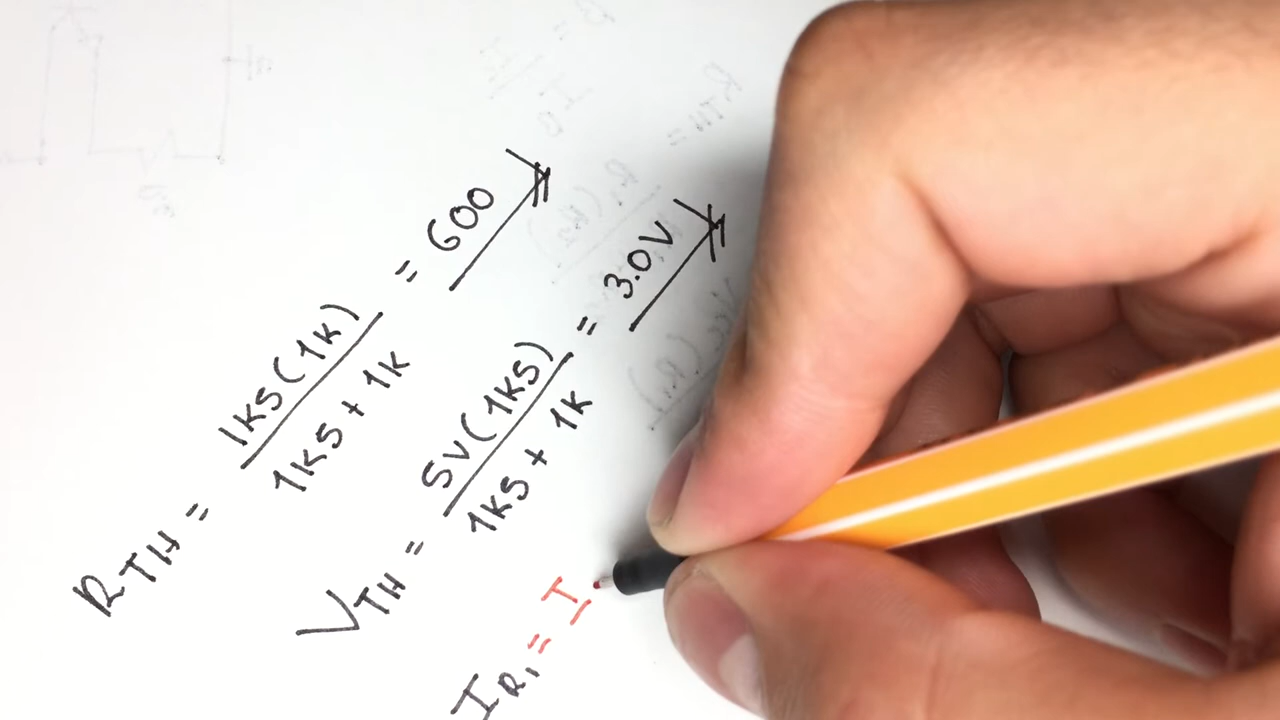 RTH = 1k5(1k) / 1k5 + 1k = 600
VTH = 5V(1k5) / 1k5 + 1k = 3.0V
IR1 = I